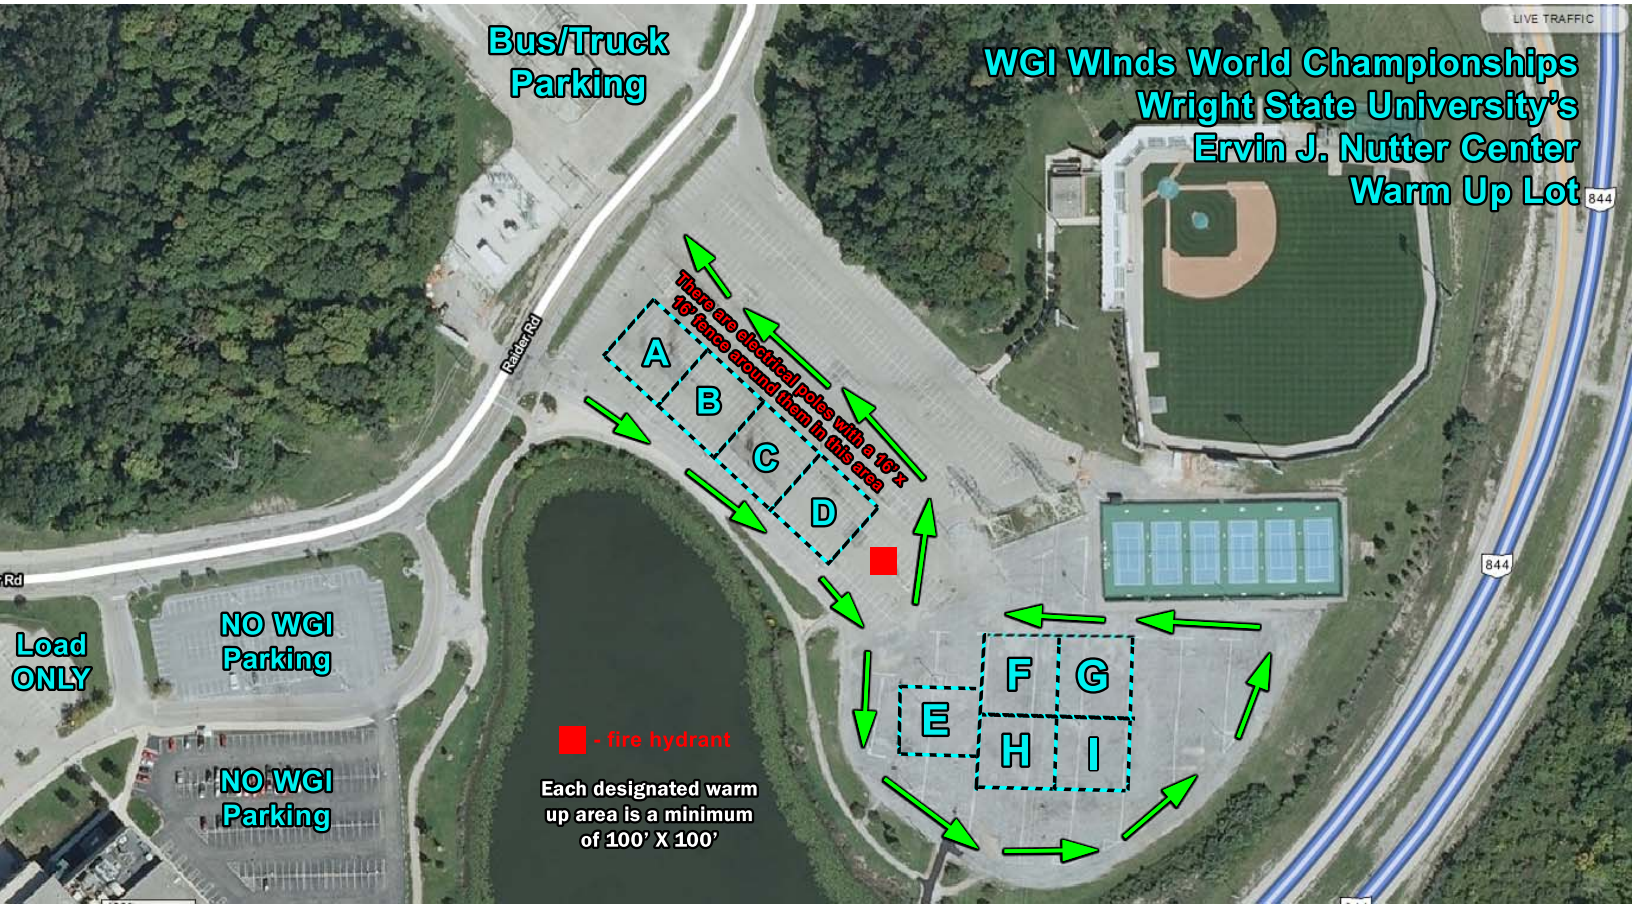 LIVE TRAFFIC
Bus/Truck
Parking
WGI WInds World Championships
Wright State University's
Ervin J. Nutter Center
Warm Up Lot
844
There are electrical poles with a 16' x
16' fence around them in this area
Raider Rd
A
B
C
D
844
Rd
Load
ONLY
NO WGI
Parking
F
G
E
H
I
- fire hydrant
NO WGI
Parking
Each designated warm
up area is a minimum
of 100' X 100'